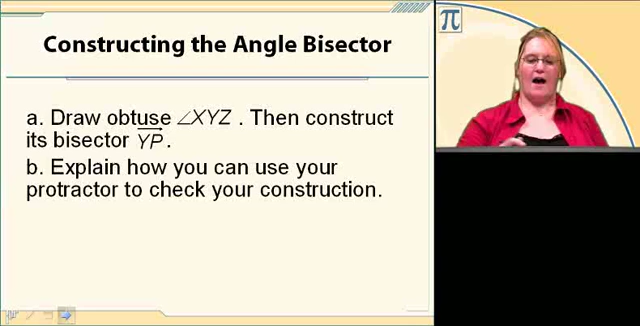 Constructing the Angle Bisector
π
a. Draw obtuse ∠XYZ . Then construct
its bisector YP .
b. Explain how you can use your
protractor to check your construction.